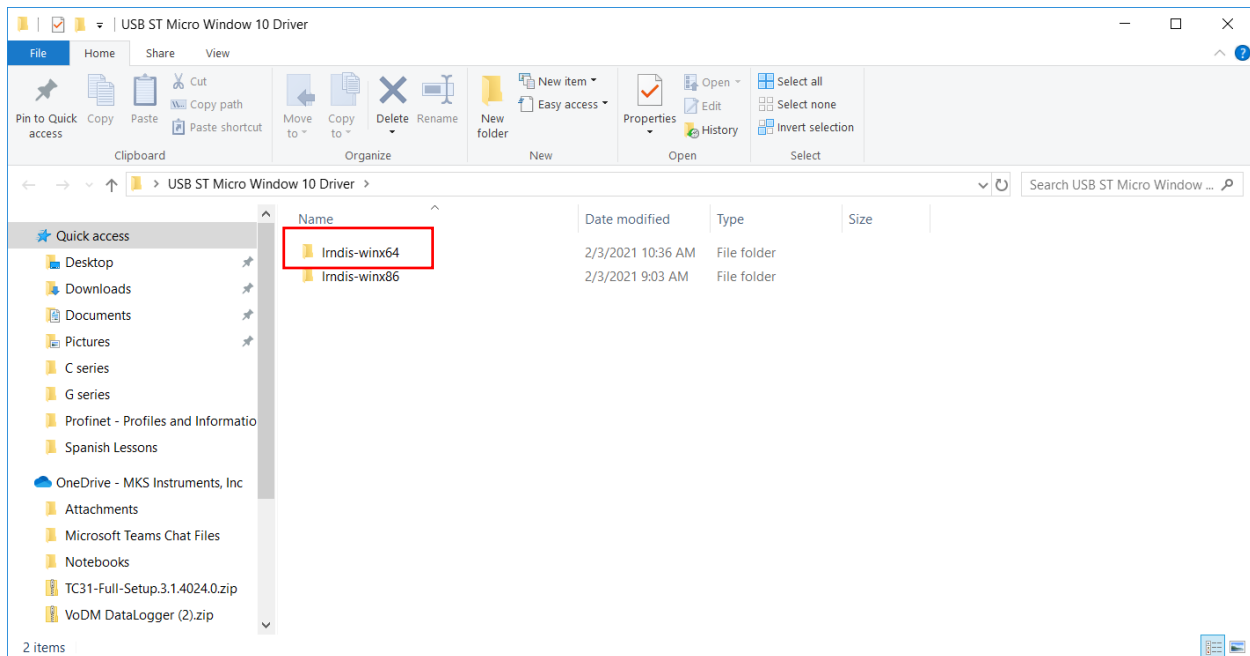 USB ST Micro Window 10 Driver
File Home Share View
Pin to Quick access
Copy
Paste
Cut
Copy path
Paste shortcut
Clipboard
Move to
Copy to
Delete
Rename
Organize
New folder
New item
Easy access
New
Properties
Open
Edit
History
Open
Select all
Select none
Invert selection
Select
USB ST Micro Window 10 Driver
Search USB ST Micro Window ...
Quick access
Desktop
Downloads
Documents
Pictures
C series
G series
Profinet - Profiles and Informatio
Spanish Lessons
OneDrive - MKS Instruments, Inc
Attachments
Microsoft Teams Chat Files
Notebooks
TC31-Full-Setup.3.1.4024.0.zip
VoDM DataLogger (2).zip
Name Date modified Type Size
lrndis-winx64 2/3/2021 10:36 AM File folder
lrndis-winx86 2/3/2021 9:03 AM File folder
2 items